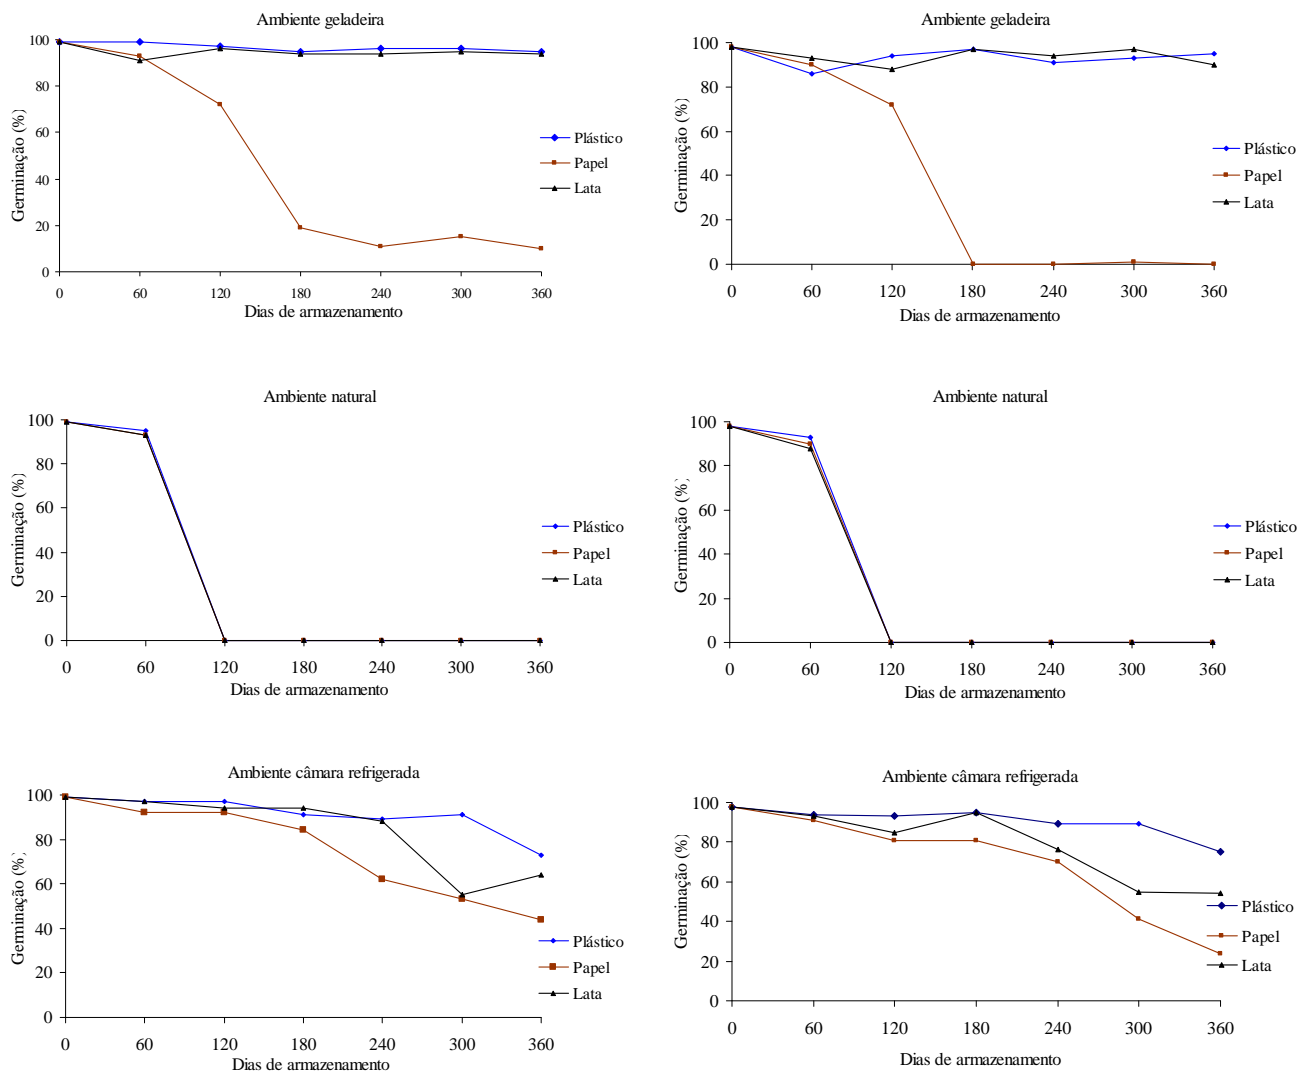 Ambiente geladeira
100
80
60
40
20
0
Germinação (%)
0 60 120 180 240 300 360
Dias de armazenamento
Plástico
Papel
Lata
Ambiente geladeira
100
80
60
40
20
0
Germinação (%)
0 60 120 180 240 300 360
Dias de armazenamento
Plástico
Papel
Lata
Ambiente natural
100
80
60
40
20
0
Germinação (%)
0 60 120 180 240 300 360
Dias de armazenamento
Plástico
Papel
Lata
Ambiente natural
100
80
60
40
20
0
Germinação (%)
0 60 120 180 240 300 360
Dias de armazenamento
Plástico
Papel
Lata
Ambiente câmara refrigerada
100
80
60
40
20
0
Germinação (%)
0 60 120 180 240 300 360
Dias de armazenamento
Plástico
Papel
Lata
Ambiente câmara refrigerada
100
80
60
40
20
0
Germinação (%)
0 60 120 180 240 300 360
Dias de armazenamento
Plástico
Papel
Lata